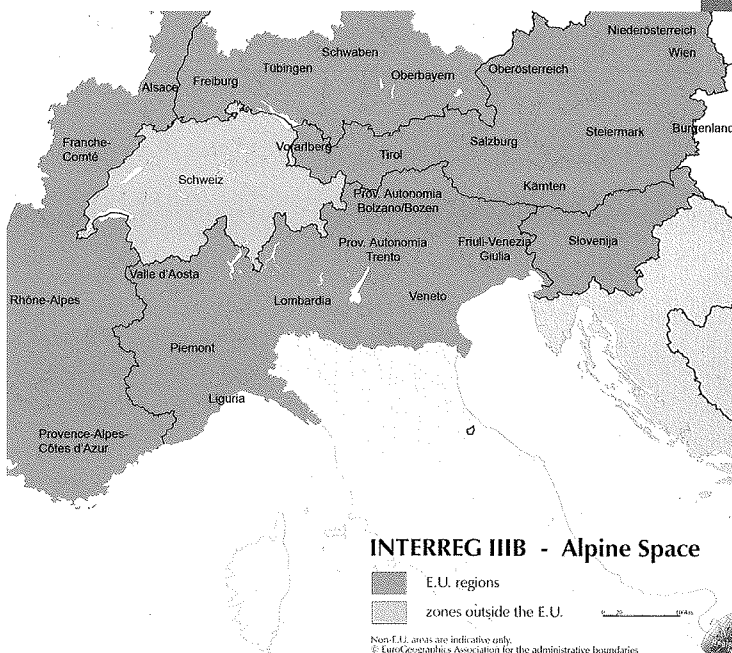 Niederösterreich
Wien
Schwaben
Tübingen
Oberbayern
Oberösterreich
Alsace
Freiburg
Franche-
Comté
Vorarlberg
Tirol
Salzburg
Steiermark
Burgenland
Schweiz
Kärnten
Prov. Autonomia
Bolzano/Bozen
Prov. Autonomia
Trento
Friuli-Venezia
Giulia
Slovenija
Valle d'Aosta
Rhône-Alpes
Lombardia
Veneto
Piemont
Liguria
Provence-Alpes-
Côtes d'Azur
INTERREG IIIB - Alpine Space
E.U. regions
zones outside the E.U.
Non-E.U. areas are indicative only.
© EuroGeographics Association for the administrative boundaries